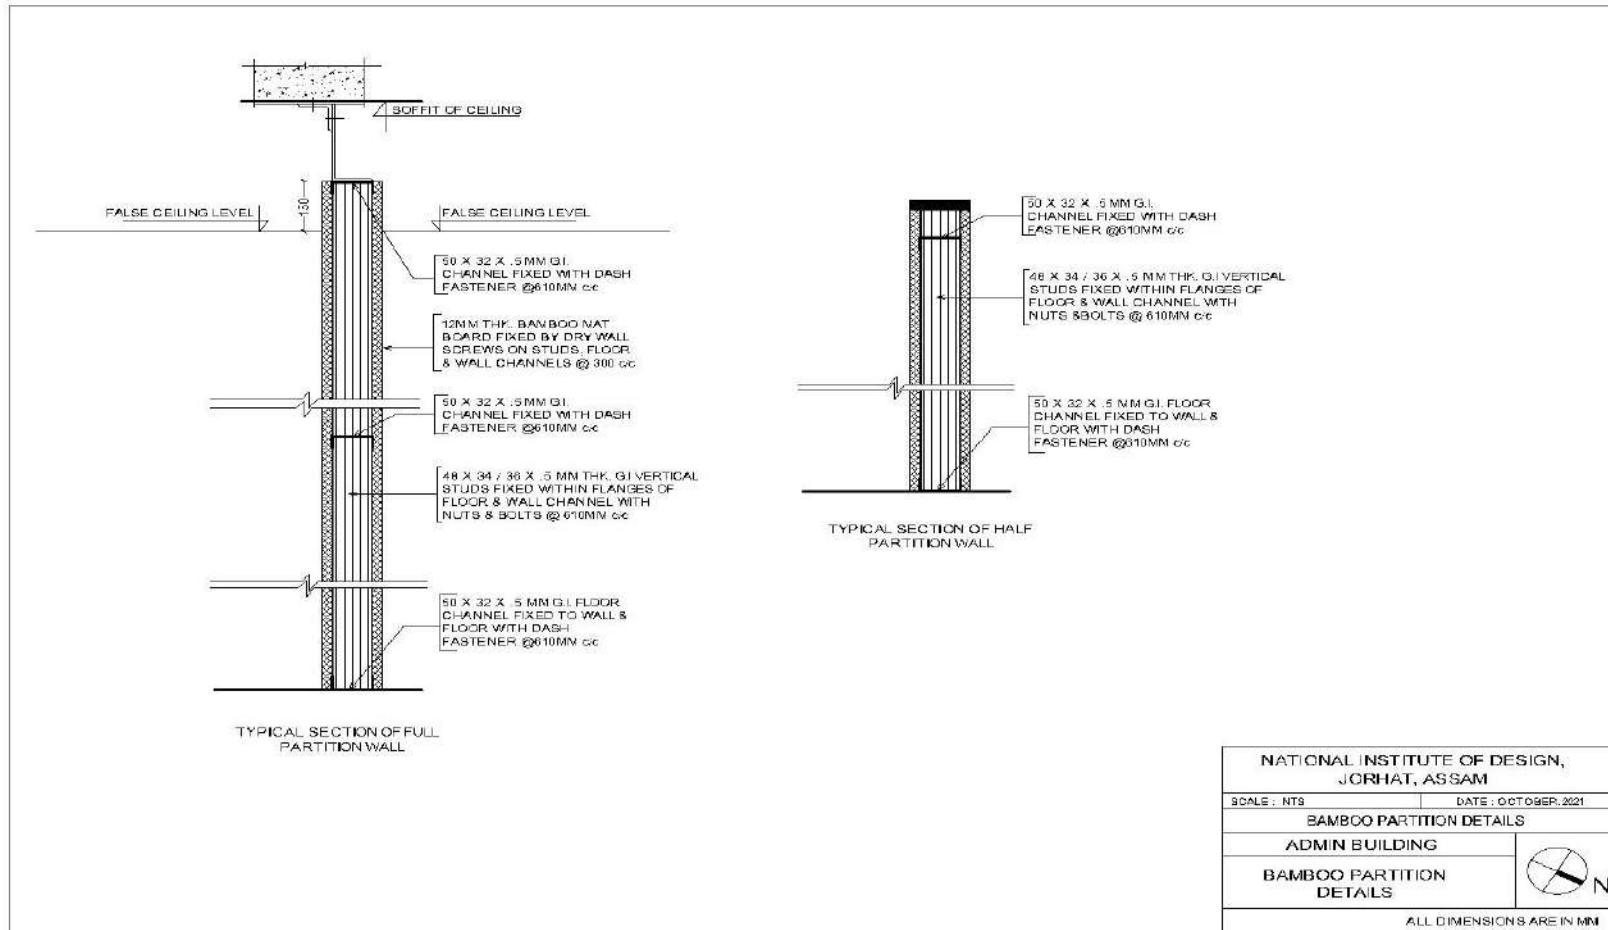 SOFFIT OF CEILING
150
FALSE CEILING LEVEL
FALSE CEILING LEVEL
50 X 32 X .5 MM G.I.
CHANNEL FIXED WITH DASH
FASTENER @610MM c/c
12MM THK. BAMBOO MAT
BOARD FIXED BY DRY WALL
SCREWS ON STUDS, FLOOR
& WALL CHANNELS @ 300 c/c
50 X 32 X .5 MM G.I.
CHANNEL FIXED WITH DASH
FASTENER @610MM c/c
48 X 34 / 36 X .5 MM THK. G.I VERTICAL
STUDS FIXED WITHIN FLANGES OF
FLOOR & WALL CHANNEL WITH
NUTS & BOLTS @ 610MM c/c
50 X 32 X .5 MM G.I. FLOOR
CHANNEL FIXED TO WALL &
FLOOR WITH DASH
FASTENER @610MM c/c
TYPICAL SECTION OF FULL
PARTITION WALL
50 X 32 X .5 MM G.I.
CHANNEL FIXED WITH DASH
FASTENER @610MM c/c
48 X 34 / 36 X .5 MM THK. G.I VERTICAL
STUDS FIXED WITHIN FLANGES OF
FLOOR & WALL CHANNEL WITH
NUTS &BOLTS @ 610MM c/c
50 X 32 X .5 MM G.I. FLOOR
CHANNEL FIXED TO WALL &
FLOOR WITH DASH
FASTENER @610MM c/c
TYPICAL SECTION OF HALF
PARTITION WALL
NATIONAL INSTITUTE OF DESIGN,
JORHAT, ASSAM
SCALE : NTS
DATE : OCTOBER, 2021
BAMBOO PARTITION DETAILS
ADMIN BUILDING
BAMBOO PARTITION
DETAILS
N
ALL DIMENSIONS ARE IN MM